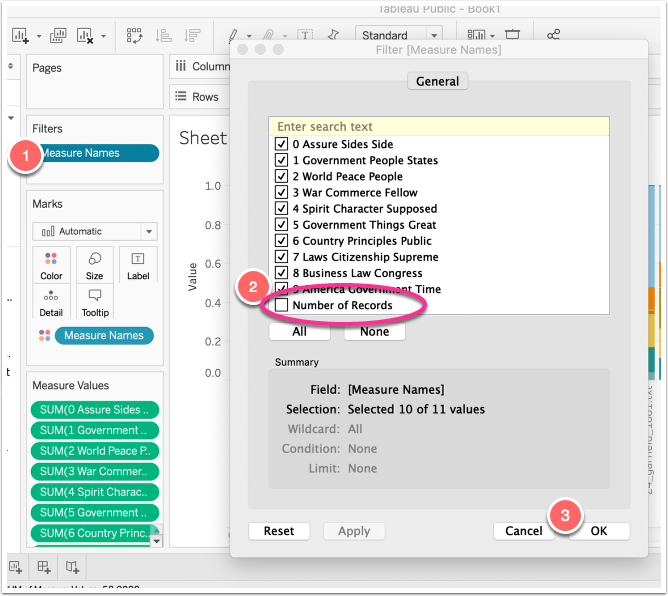 Tableau Public - Book1
Standard
Pages
Columns
Rows
Filters
1
Measure Names
Sheet
Marks
Automatic
Color
Size
Label
Detail
Tooltip
Measure Names
Measure Values
SUM(0 Assure Sides ..
SUM(1 Government ..
SUM(2 World Peace P..
SUM(3 War Commer..
SUM(4 Spirit Charac..
SUM(5 Government ..
SUM(6 Country Princ..
Value
1.0
0.8
0.6
0.4
0.2
0.0
Filter [Measure Names]
General
Enter search text
0 Assure Sides Side
1 Government People States
2 World Peace People
3 War Commerce Fellow
4 Spirit Character Supposed
5 Government Things Great
6 Country Principles Public
7 Laws Citizenship Supreme
8 Business Law Congress
9 America Government Time
2
Number of Records
All
None
Summary
Field: [Measure Names]
Selection: Selected 10 of 11 values
Wildcard: All
Condition: None
Limit: None
Reset
Apply
Cancel
3
OK